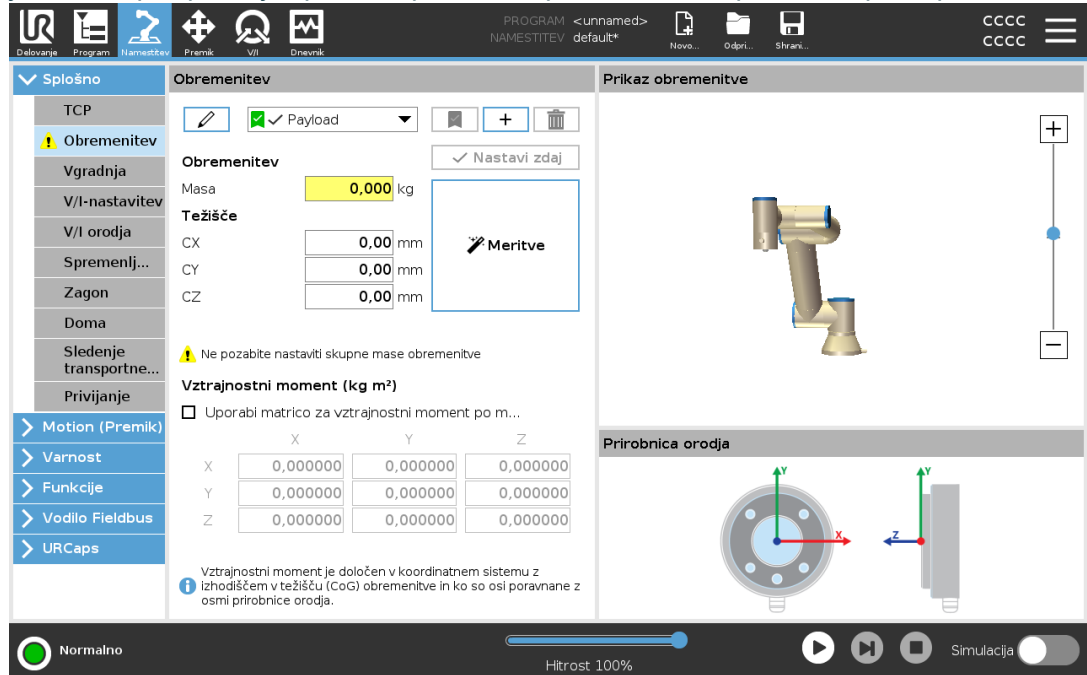 PROGRAM <unnamed>
NAMESTITEV default*
Delovanje Program Namestitev Premik V/I Dnevnik Novo... Odpri... Shrani...
CCCC
CCCC
Splošno
TCP
Obremenitev
Vgradnja
V/I-nastavitev
V/I orodja
Spremenlj...
Zagon
Doma
Sledenje
transportne...
Privijanje
Motion (Premik)
Varnost
Funkcije
Vodilo Fieldbus
URCaps
Obremenitev
Payload
Nastavi zdaj
Obremenitev
Masa 0,000 kg
Težišče
CX 0,00 mm
CY 0,00 mm
CZ 0,00 mm
Meritve
Ne pozabite nastaviti skupne mase obremenitve
Vztrajnostni moment (kg m²)
Uporabi matrico za vztrajnostni moment po m...
X Y Z
X 0,000000 0,000000 0,000000
Y 0,000000 0,000000 0,000000
Z 0,000000 0,000000 0,000000
Vztrajnostni moment je določen v koordinatnem sistemu z
izhodiščem v težišču (CoG) obremenitve in ko so osi poravnane z
osmi prirobnice orodja.
Prikaz obremenitve
Prirobnica orodja
Y
X
Y
Z
Normalno
Hitrost 100%
Simulacija